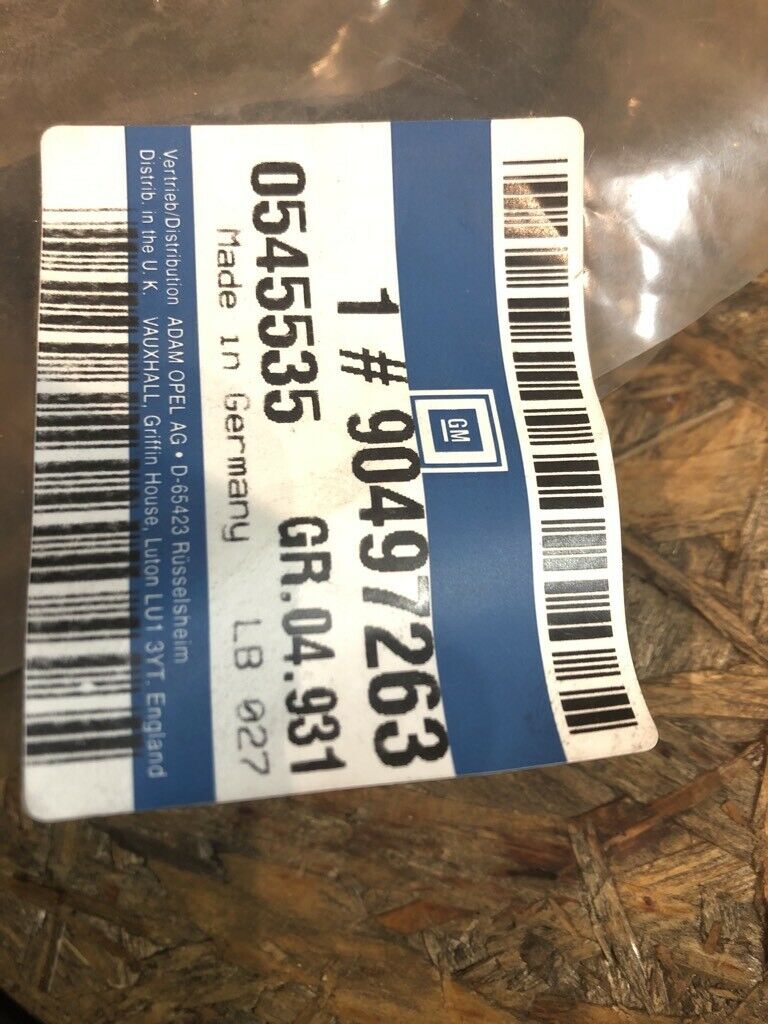 GM
1 # 90497263
0545535 GR.04.931
Made in Germany LB 027
Vertrieb/Distribution ADAM OPEL AG • D-65423 Rüsselsheim
Distrib. in the U. K. VAUXHALL, Griffin House, Luton LU1 3YT, England